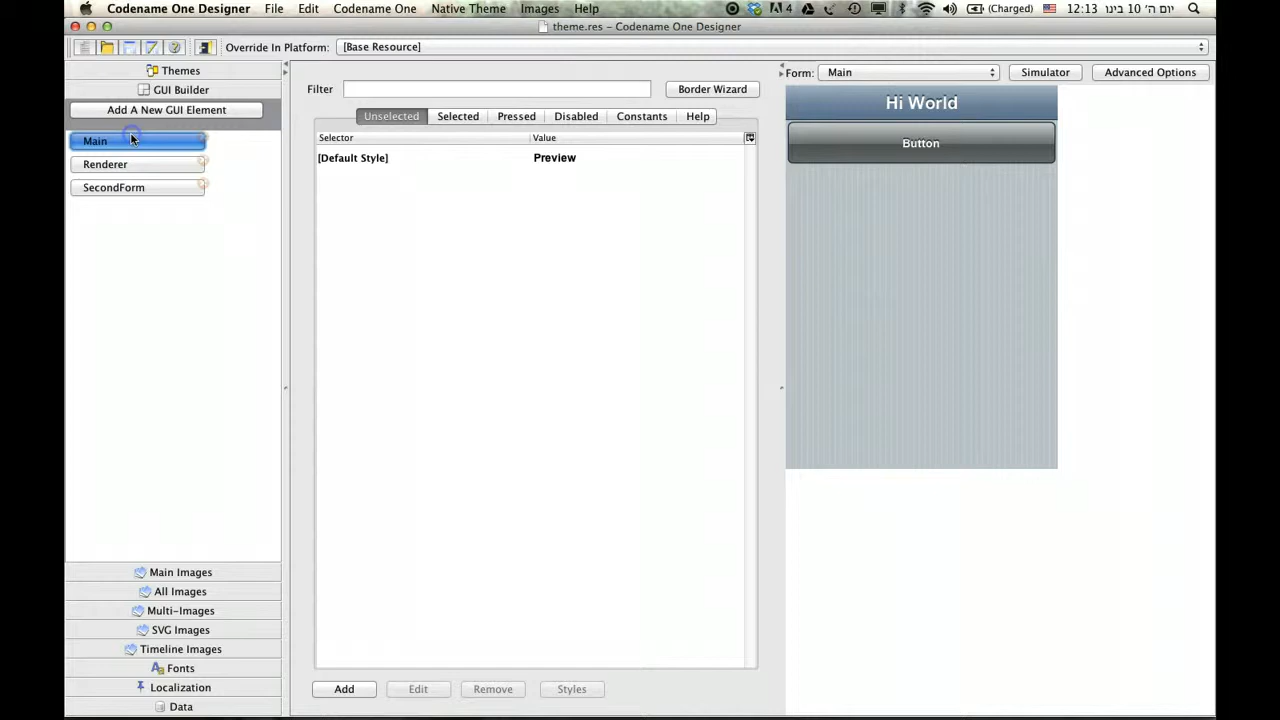 Codename One Designer File Edit Codename One Native Theme Images Help 4 (Charged) 12:13 יום ה׳ 10 בינו
theme.res – Codename One Designer
Override In Platform: [Base Resource]
Themes
GUI Builder
Add A New GUI Element
Main
Renderer
SecondForm
Main Images
All Images
Multi-Images
SVG Images
Timeline Images
Fonts
Localization
Data
Filter Border Wizard
Unselected Selected Pressed Disabled Constants Help
Selector Value
[Default Style] Preview
Add Edit Remove Styles
Form: Main Simulator Advanced Options
Hi World
Button